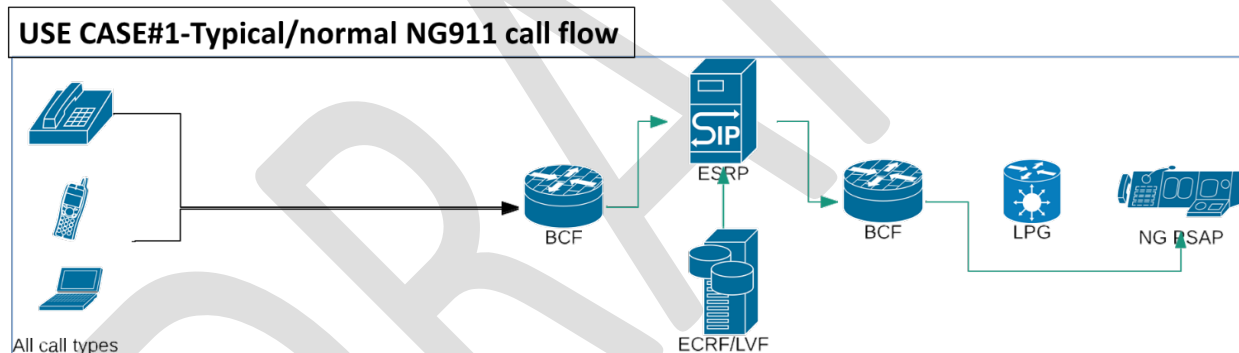 USE CASE#1-Typical/normal NG911 call flow
SIP
ESRP
BCF
BCF
LPG
NG PSAP
ECRF/LVF
All call types
DRAFT